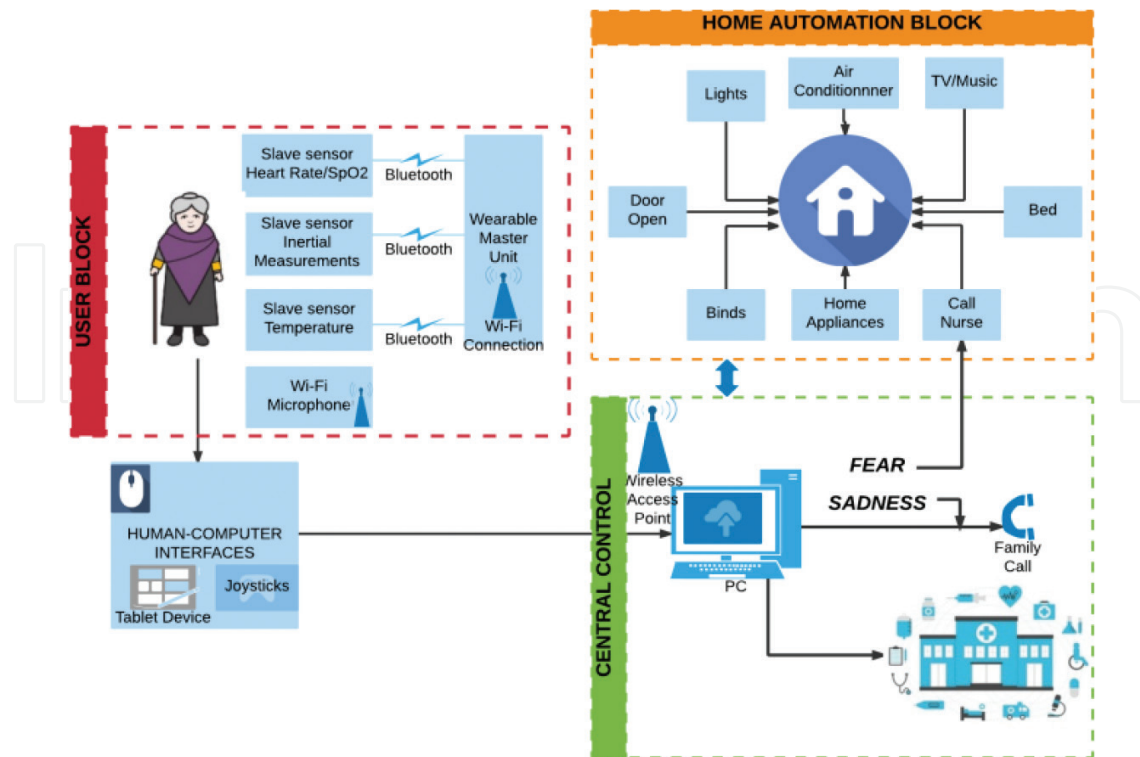 HOME AUTOMATION BLOCK
Lights
Air
Conditionnner
TV/Music
Door
Open
Bed
Binds
Home
Appliances
Call
Nurse
USER BLOCK
Slave sensor
Heart Rate/SpO2
Bluetooth
Slave sensor
Inertial
Measurements
Bluetooth
Slave sensor
Temperature
Bluetooth
Wearable
Master
Unit
Wi-Fi
Connection
Wi-Fi
Microphone
HUMAN-COMPUTER
INTERFACES
Joysticks
Tablet Device
CENTRAL CONTROL
Wireless
Access
Point
PC
FEAR
SADNESS
Family
Call